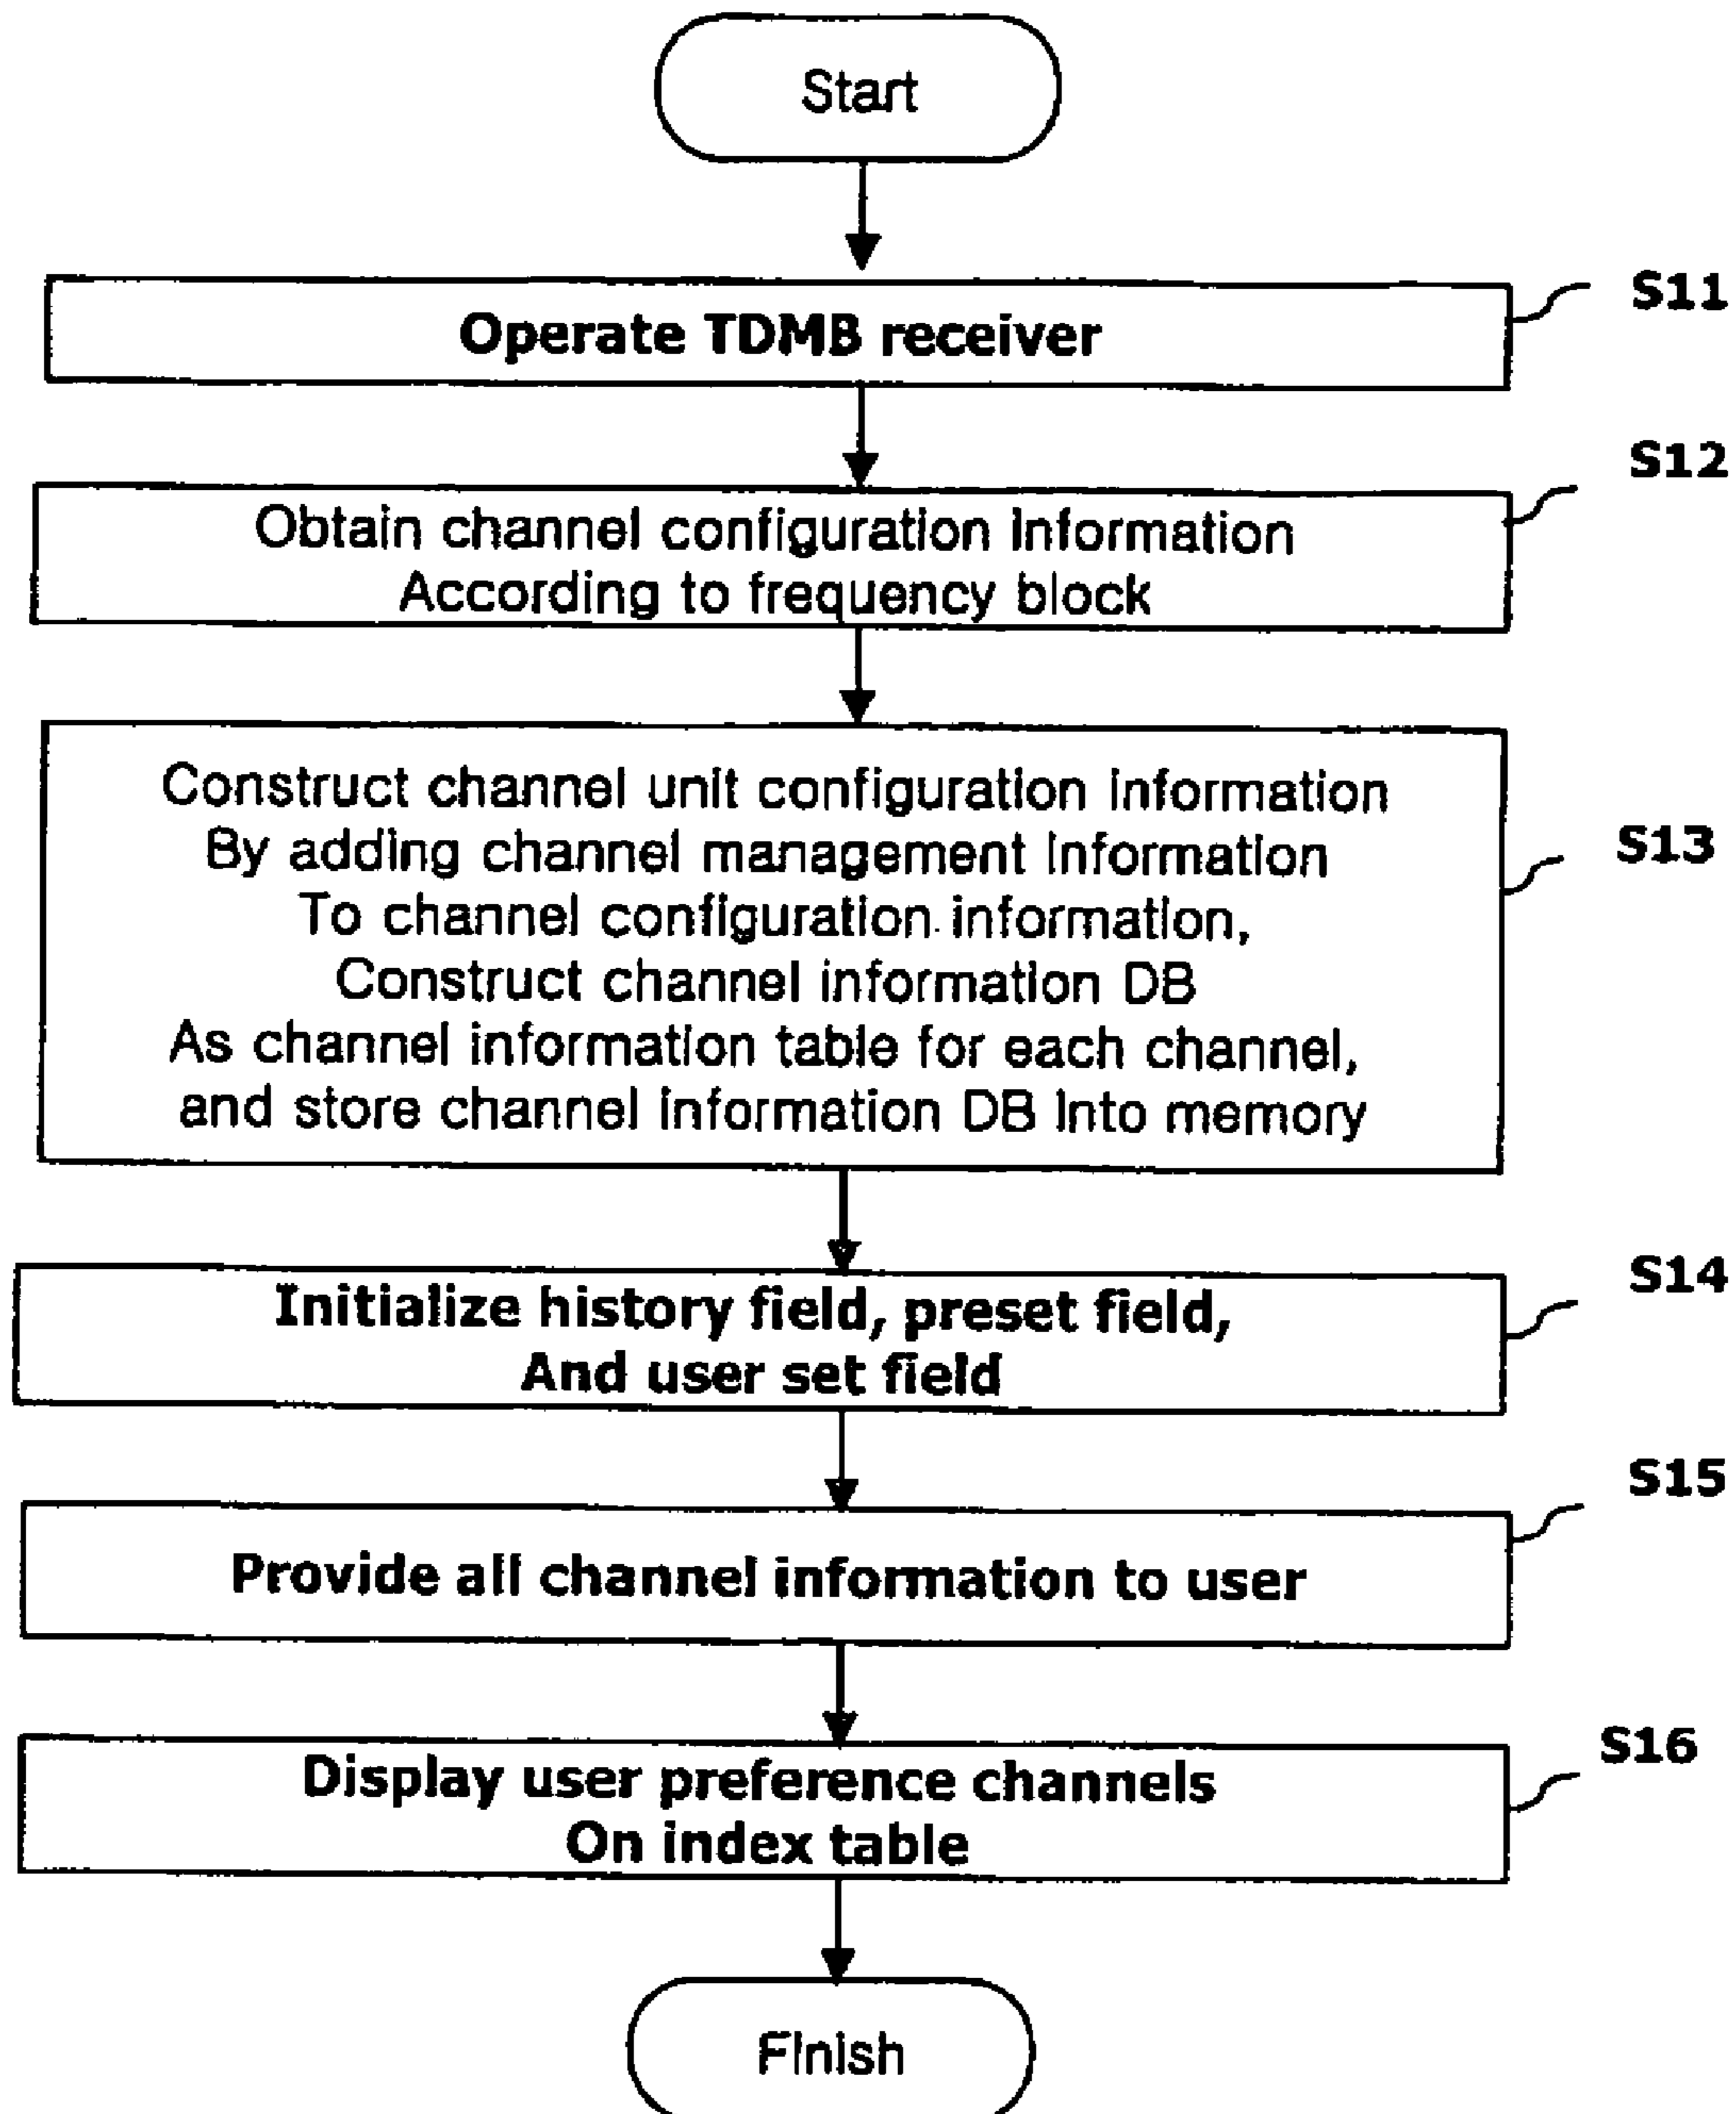 Start
S11
Operate TDMB receiver
S12
Obtain channel configuration information
According to frequency block
S13
Construct channel unit configuration information
By adding channel management information
To channel configuration information,
Construct channel information DB
As channel information table for each channel,
and store channel information DB into memory
S14
Initialize history field, preset field,
And user set field
S15
Provide all channel information to user
S16
Display user preference channels
On index table
Finish